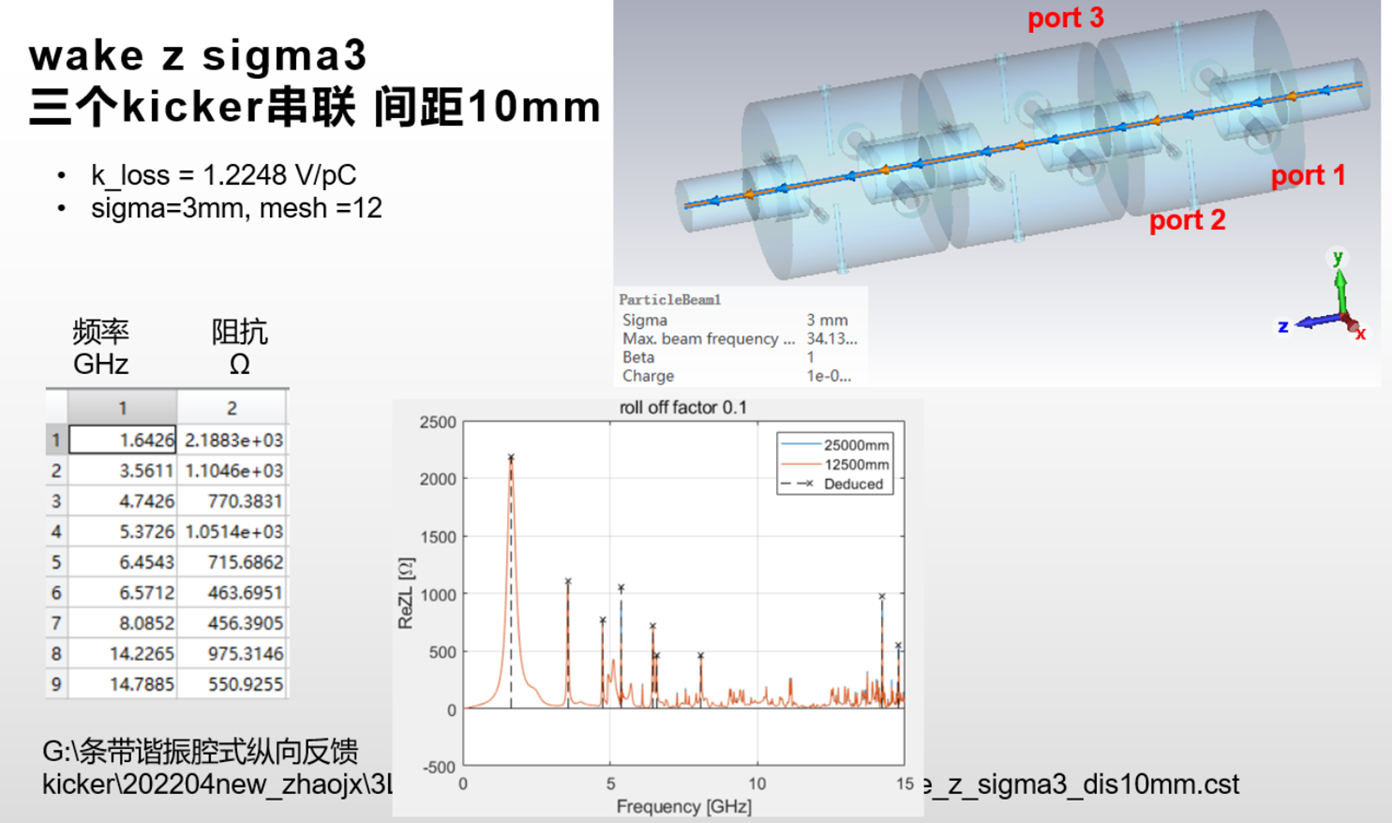 wake z sigma3
三个kicker串联 间距10mm
• k_loss = 1.2248 V/pC
• sigma=3mm, mesh =12
port 3
port 1
port 2
y
z
x
ParticleBeam1
Sigma 3 mm
Max. beam frequency ... 34.13...
Beta 1
Charge 1e-0...
频率 阻抗
GHz Ω
1 2
1 1.6426 2.1883e+03
2 3.5611 1.1046e+03
3 4.7426 770.3831
4 5.3726 1.0514e+03
5 6.4543 715.6862
6 6.5712 463.6951
7 8.0852 456.3905
8 14.2265 975.3146
9 14.7885 550.9255
roll off factor 0.1
25000mm
12500mm
Deduced
2500
2000
1500
1000
500
0
-500
ReZL [Ω]
0 5 10 15
Frequency [GHz]
G:\条带谐振腔式纵向反馈
kicker\202204new_zhaojx\3L
e_z_sigma3_dis10mm.cst